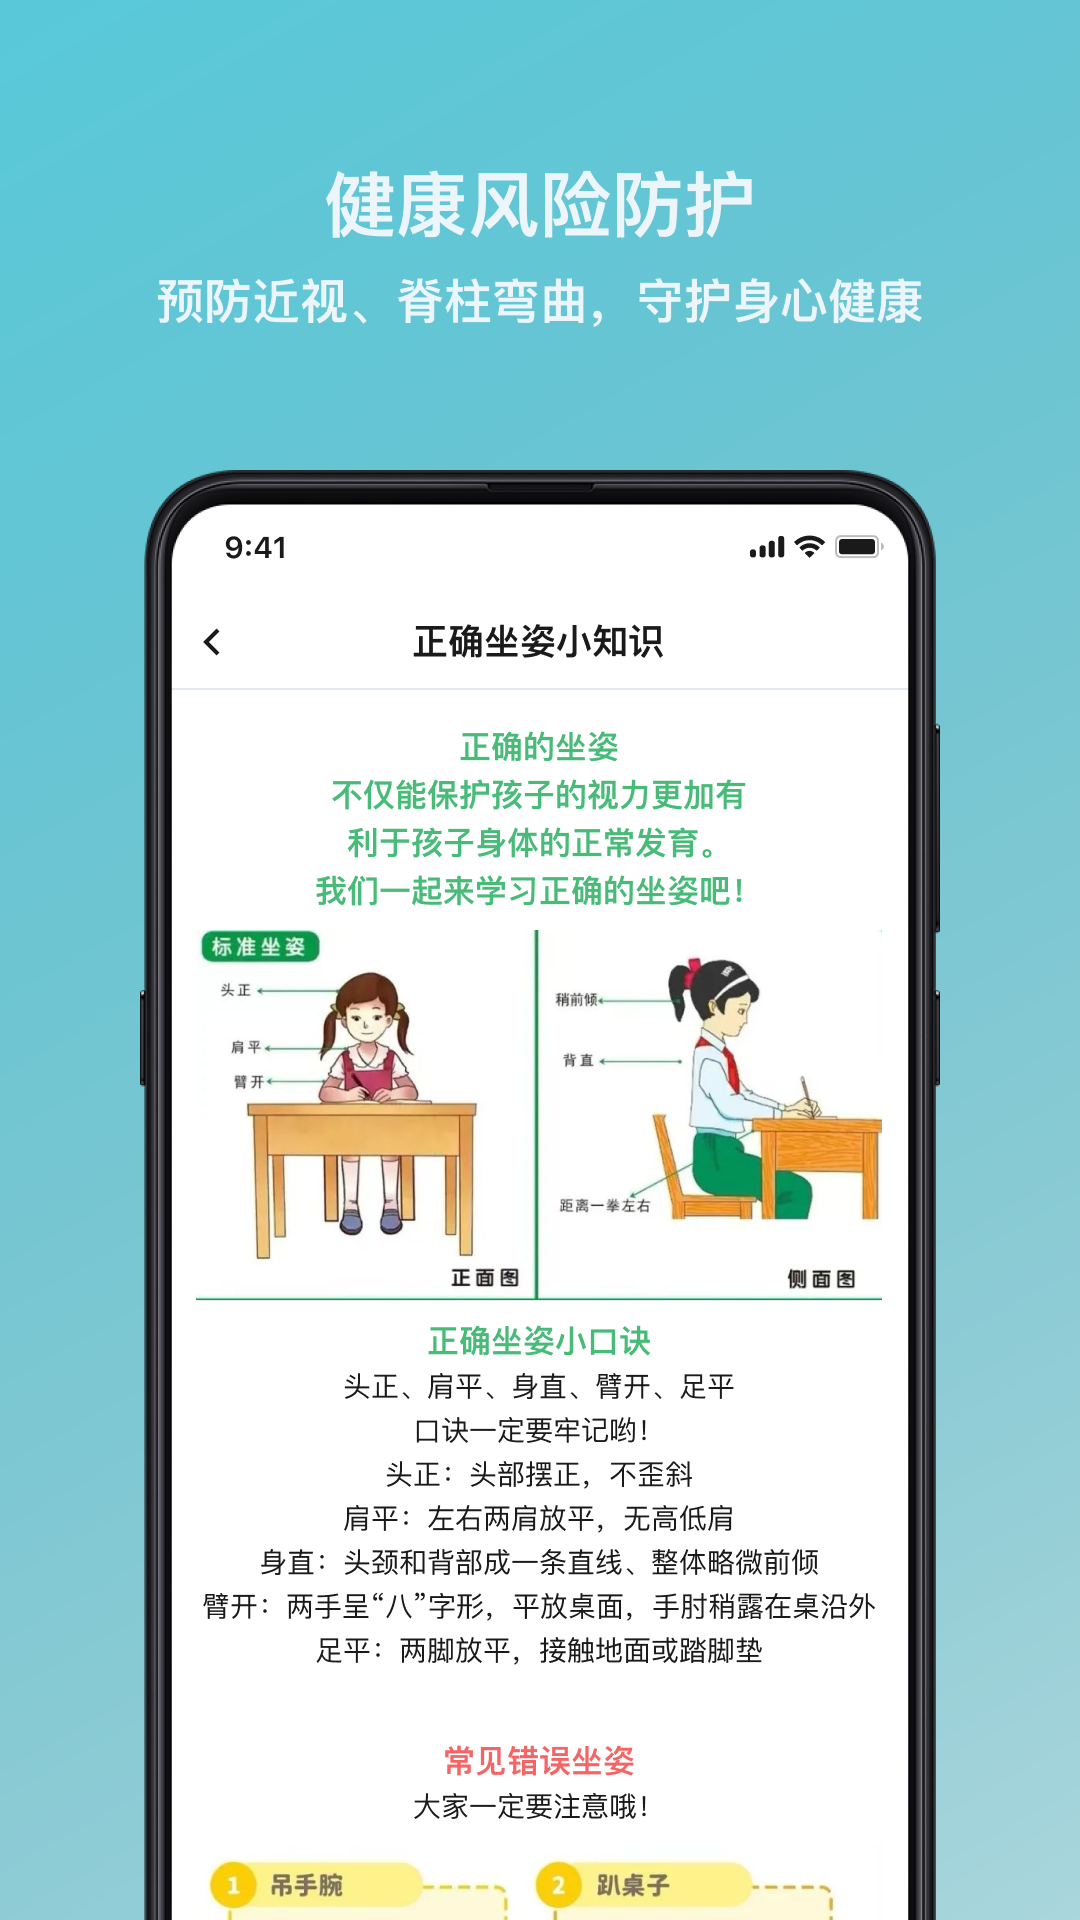 健康风险防护
预防近视、脊柱弯曲，守护身心健康
9:41
正确坐姿小知识
正确的坐姿
不仅能保护孩子的视力更加有
利于孩子身体的正常发育。
我们一起来学习正确的坐姿吧！
标准坐姿
头正
肩平
臂开
正面图
稍前倾
背直
距离一拳左右
侧面图
正确坐姿小口诀
头正、肩平、身直、臂开、足平
口诀一定要牢记哟！
头正：头部摆正，不歪斜
肩平：左右两肩放平，无高低肩
身直：头颈和背部成一条直线、整体略微前倾
臂开：两手呈“八”字形，平放桌面，手肘稍露在桌沿外
足平：两脚放平，接触地面或踏脚垫
常见错误坐姿
大家一定要注意哦！
1 吊手腕
2 趴桌子